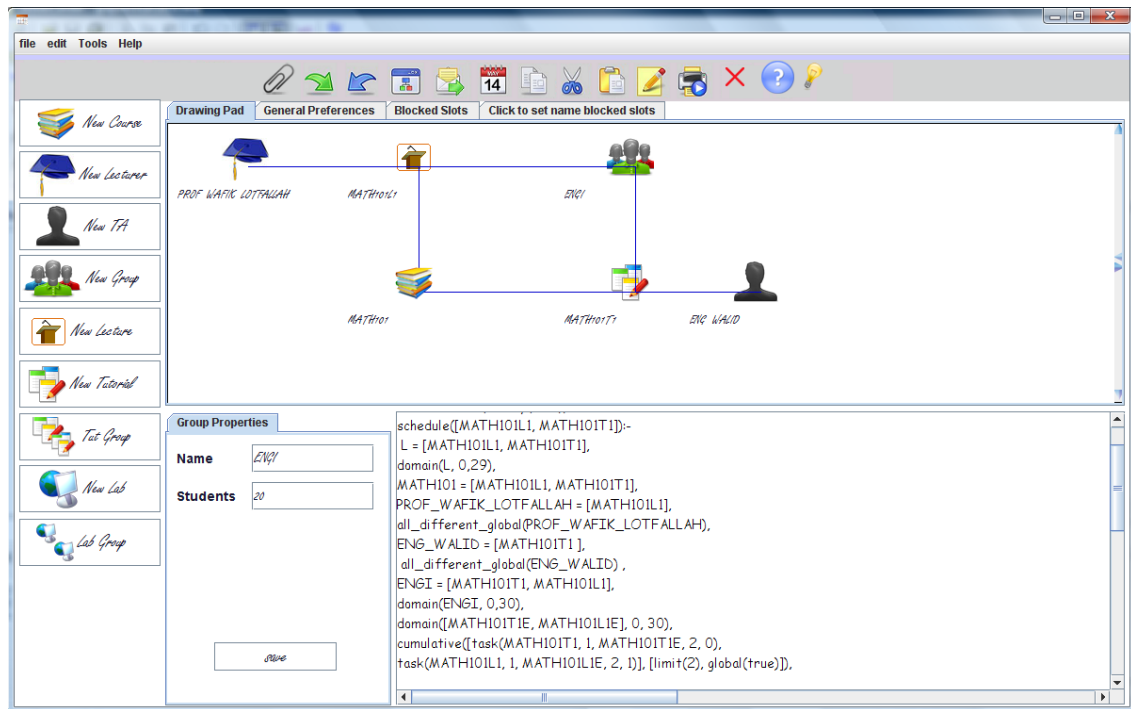 file edit Tools Help
MAY
14
Drawing Pad General Preferences Blocked Slots Click to set name blocked slots
New Course
New Lecturer
New TA
New Group
New Lecture
New Tutorial
Tut Group
New Lab
Lab Group
PROF WAFIK LOTFALLAH MATH101L1 ENGI
MATH101 MATH101T1 ENG WALID
Group Properties
Name ENGI
Students 20
save
schedule([MATH101L1, MATH101T1]):-
L = [MATH101L1, MATH101T1],
domain(L, 0,29),
MATH101 = [MATH101L1, MATH101T1],
PROF_WAFIK_LOTFALLAH = [MATH101L1],
all_different_global(PROF_WAFIK_LOTFALLAH),
ENG_WALID = [MATH101T1 ],
all_different_global(ENG_WALID) ,
ENGI = [MATH101T1, MATH101L1],
domain(ENGI, 0,30),
domain([MATH101T1E, MATH101L1E], 0, 30),
cumulative([task(MATH101T1, 1, MATH101T1E, 2, 0),
task(MATH101L1, 1, MATH101L1E, 2, 1)], [limit(2), global(true)]),